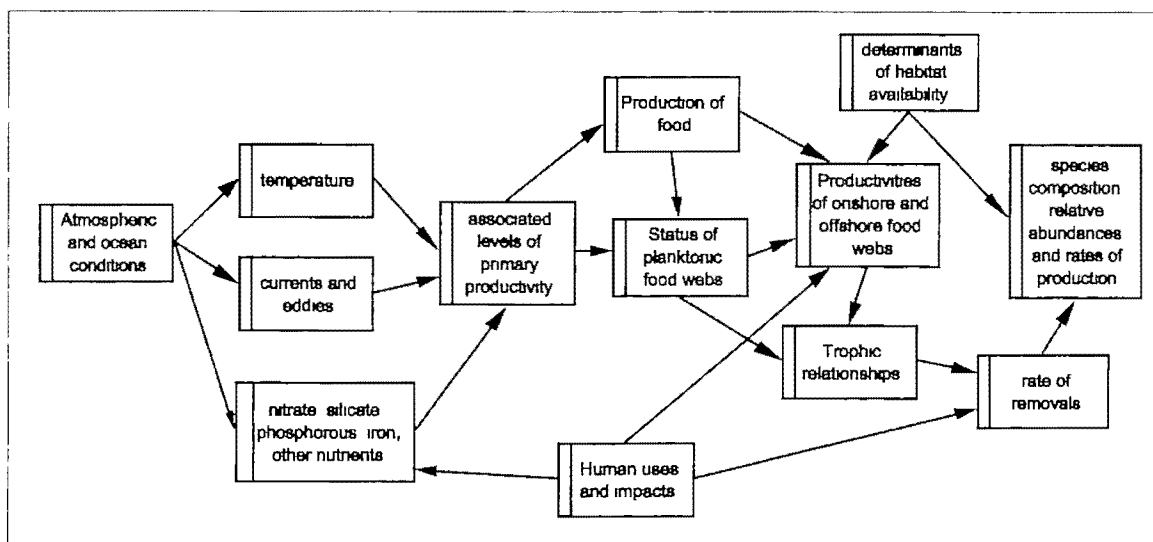 Atmospheric
and ocean
conditions
temperature
currents and
eddies
nitrate silicate
phosphorous iron,
other nutrients
associated
levels of
primary
productivity
Production of
food
Status of
planktonic
food webs
determinants
of habitat
availability
Productivities
of onshore and
offshore food
webs
Trophic
relationships
Human uses
and impacts
species
composition
relative
abundances
and rates of
production
rate of
removals